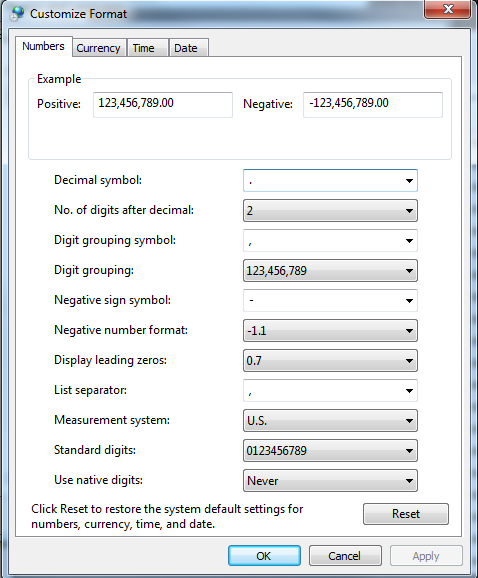 Customize Format
Numbers Currency Time Date
Example
Positive: 123,456,789.00 Negative: -123,456,789.00
Decimal symbol: .
No. of digits after decimal: 2
Digit grouping symbol: ,
Digit grouping: 123,456,789
Negative sign symbol: -
Negative number format: -1.1
Display leading zeros: 0.7
List separator: ,
Measurement system: U.S.
Standard digits: 0123456789
Use native digits: Never
Click Reset to restore the system default settings for
numbers, currency, time, and date.
Reset
OK Cancel Apply